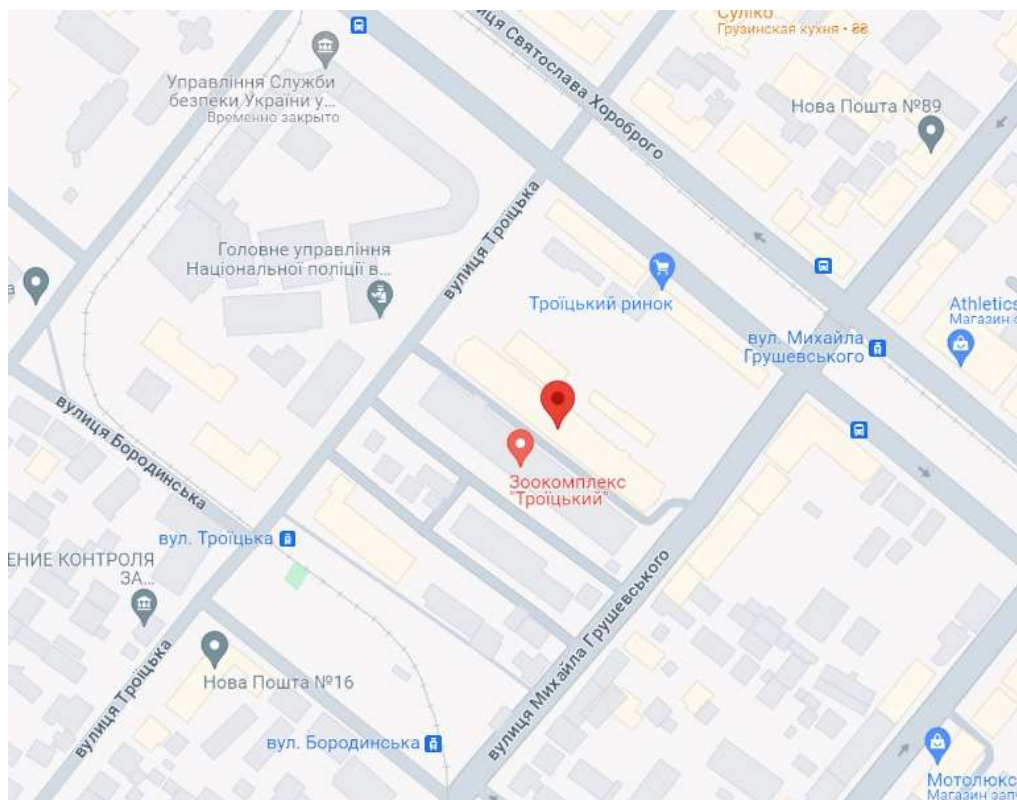 Суліко
Грузинская кухня • ₴₴
вулиця Святослава Хороброго
Управління Служби
безпеки України у...
Временно закрыто
Нова Пошта №89
вулиця Троїцька
Головне управління
Національної поліції в...
а
Троїцький ринок
Athletics
Магазин с
вул. Михайла
Грушевського
вулиця Бородинська
Зоокомплекс
"Троїцький"
вул. Троїцька
ЕНИЕ КОНТРОЛЯ
ЗА...
вулиця Михайла Грушевського
вулиця Троїцька
Нова Пошта №16
вул. Бородинська
Мотолюкс
Магазин запч